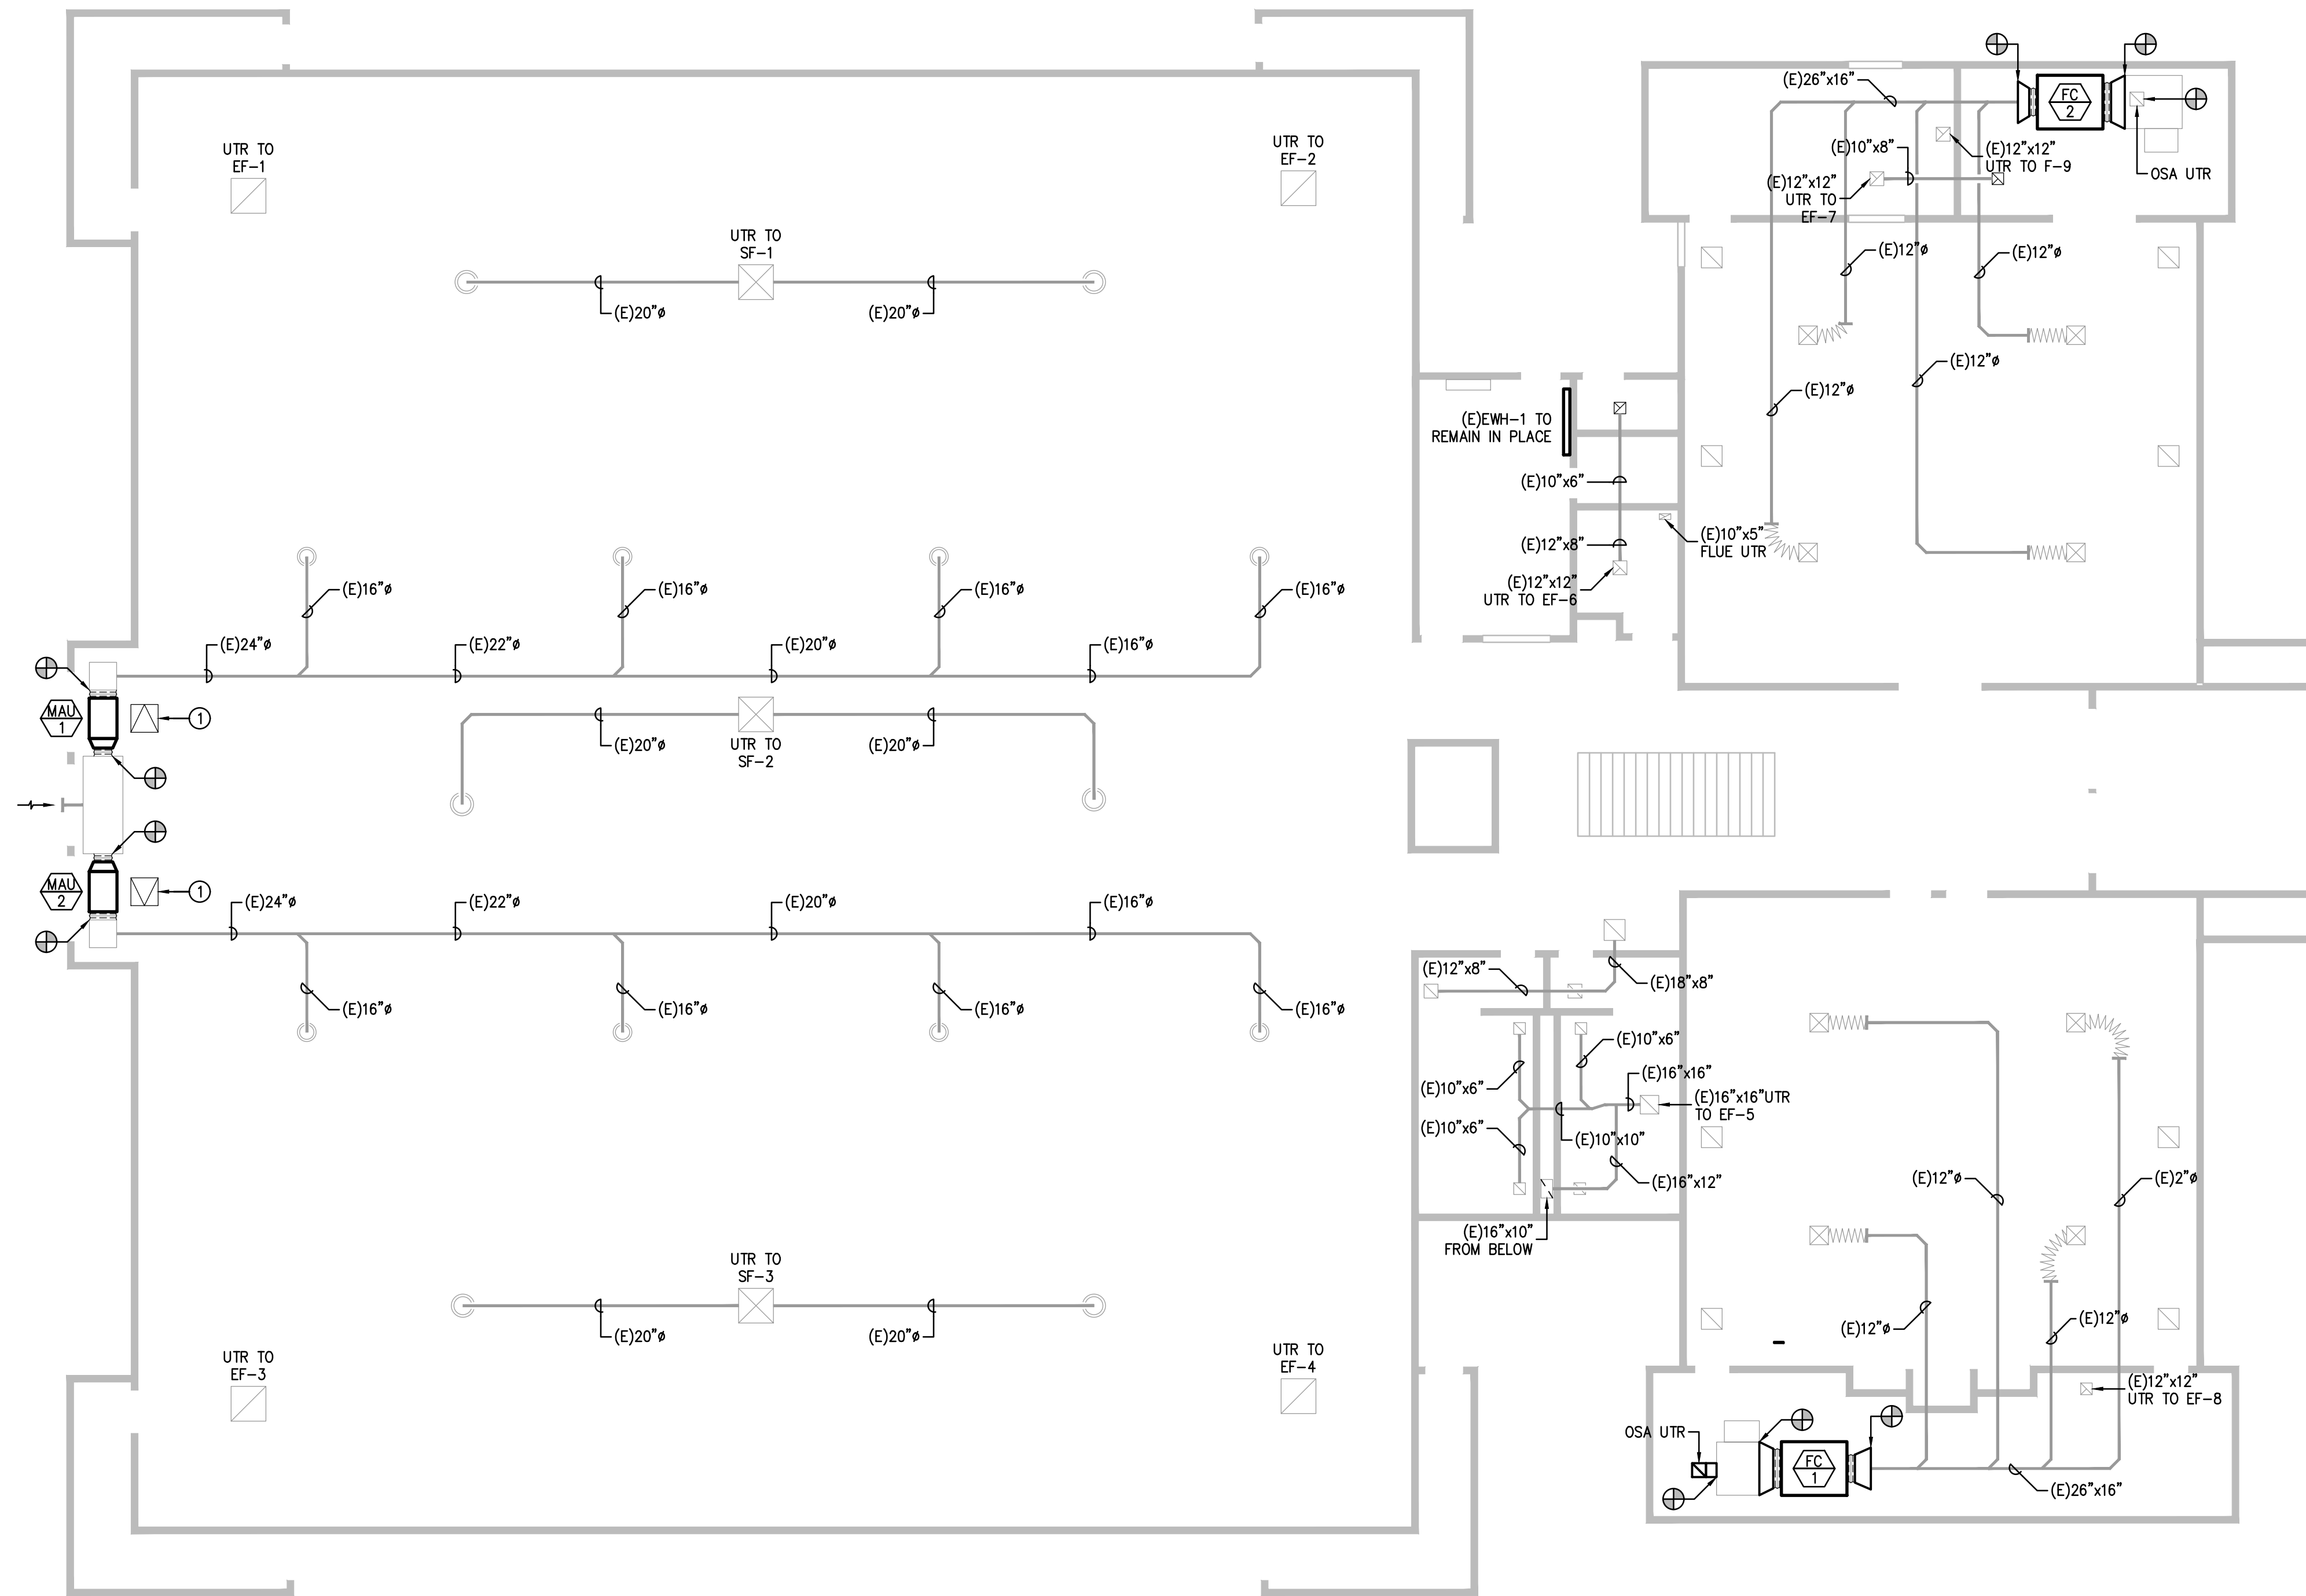 UTR TO
EF-1
UTR TO
EF-2
UTR TO
SF-1
(E)20"ø
(E)20"ø
(E)26"x16"
FC
2
(E)10"x8"
(E)12"x12"
UTR TO F-9
OSA UTR
(E)12"x12"
UTR TO
EF-7
(E)12"ø
(E)12"ø
(E)12"ø
(E)12"ø
(E)EWH-1 TO
REMAIN IN PLACE
(E)10"x6"
(E)12"x8"
(E)10"x5"
FLUE UTR
(E)12"x12"
UTR TO EF-6
(E)16"ø
(E)16"ø
(E)16"ø
(E)16"ø
(E)24"ø
(E)22"ø
(E)20"ø
(E)16"ø
MAU
1
1
(E)20"ø
UTR TO
SF-2
(E)20"ø
MAU
2
1
(E)24"ø
(E)22"ø
(E)20"ø
(E)16"ø
(E)16"ø
(E)16"ø
(E)16"ø
(E)16"ø
(E)12"x8"
(E)18"x8"
(E)10"x6"
(E)16"x16"
(E)10"x6"
(E)16"x16"UTR
TO EF-5
(E)10"x6"
(E)10"x10"
(E)16"x12"
(E)16"x10"
FROM BELOW
(E)12"ø
(E)2"ø
UTR TO
SF-3
(E)20"ø
(E)20"ø
UTR TO
EF-3
UTR TO
EF-4
(E)12"ø
(E)12"ø
(E)12"x12"
UTR TO EF-8
OSA UTR
FC
1
(E)26"x16"